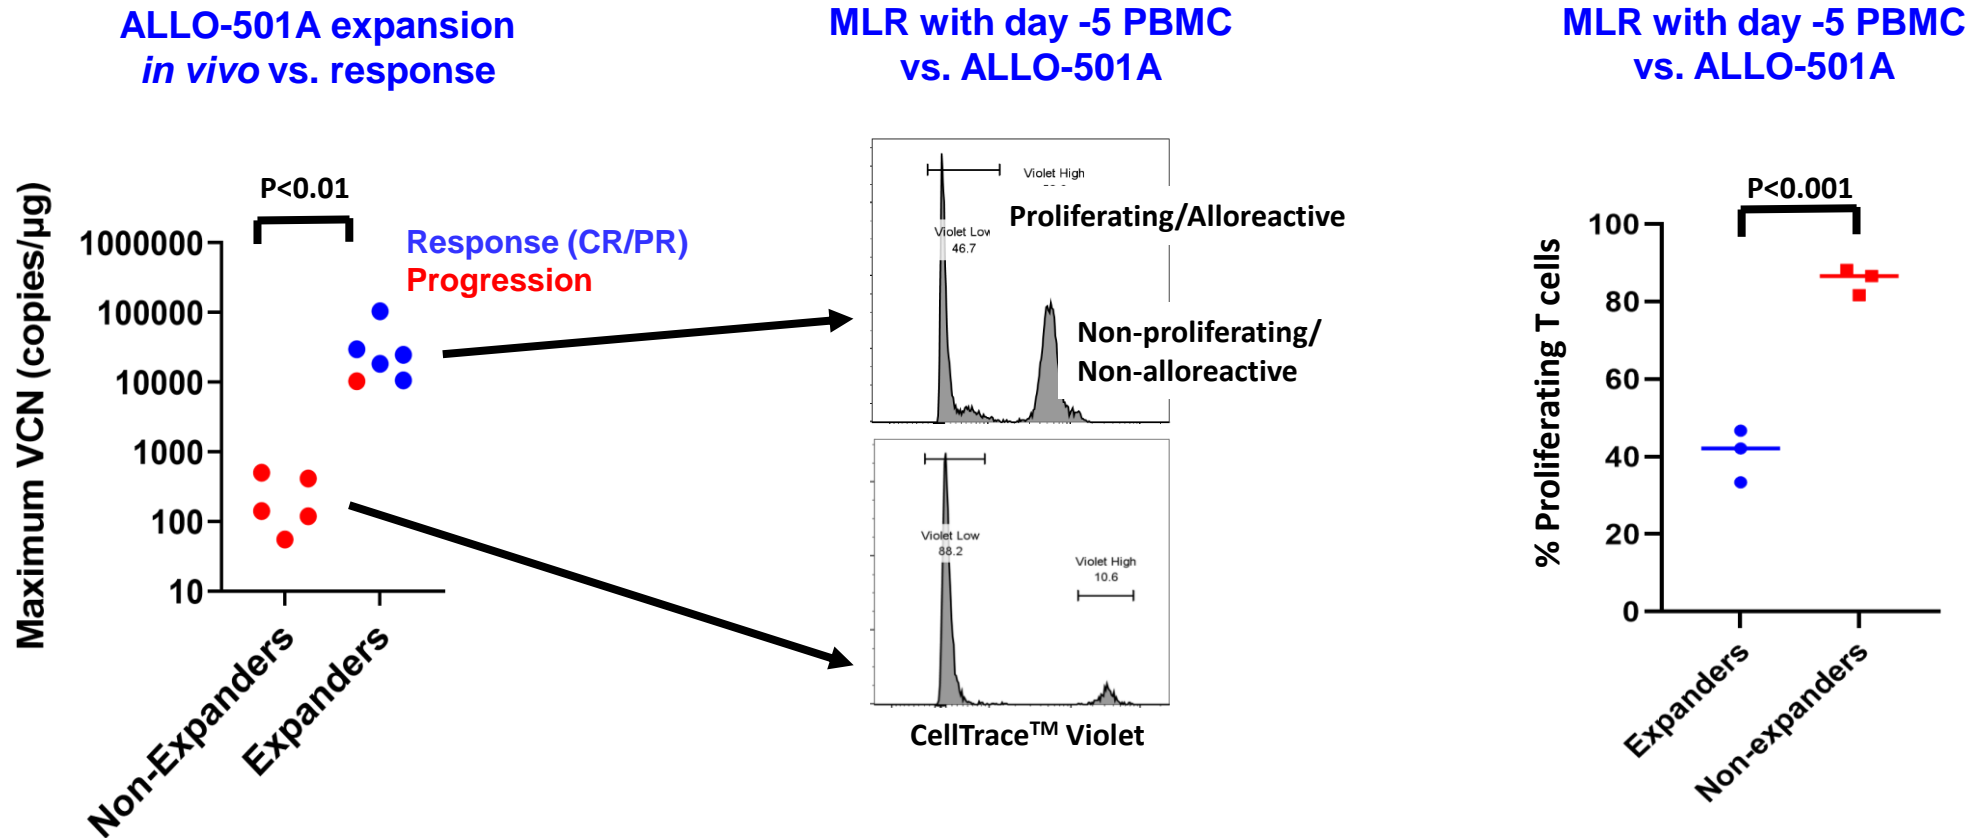 ALLO-501A expansion
in vivo vs. response
Maximum VCN (copies/µg)
P<0.01
1000000
100000
10000
1000
100
10
Non-Expanders
Expanders
Response (CR/PR)
Progression
MLR with day -5 PBMC
vs. ALLO-501A
Violet High
Proliferating/Alloreactive
Violet Low
46.7
Non-proliferating/
Non-alloreactive
Violet Low
88.2
Violet High
10.6
CellTrace™ Violet
MLR with day -5 PBMC
vs. ALLO-501A
% Proliferating T cells
P<0.001
100
80
60
40
20
0
Expanders
Non-expanders